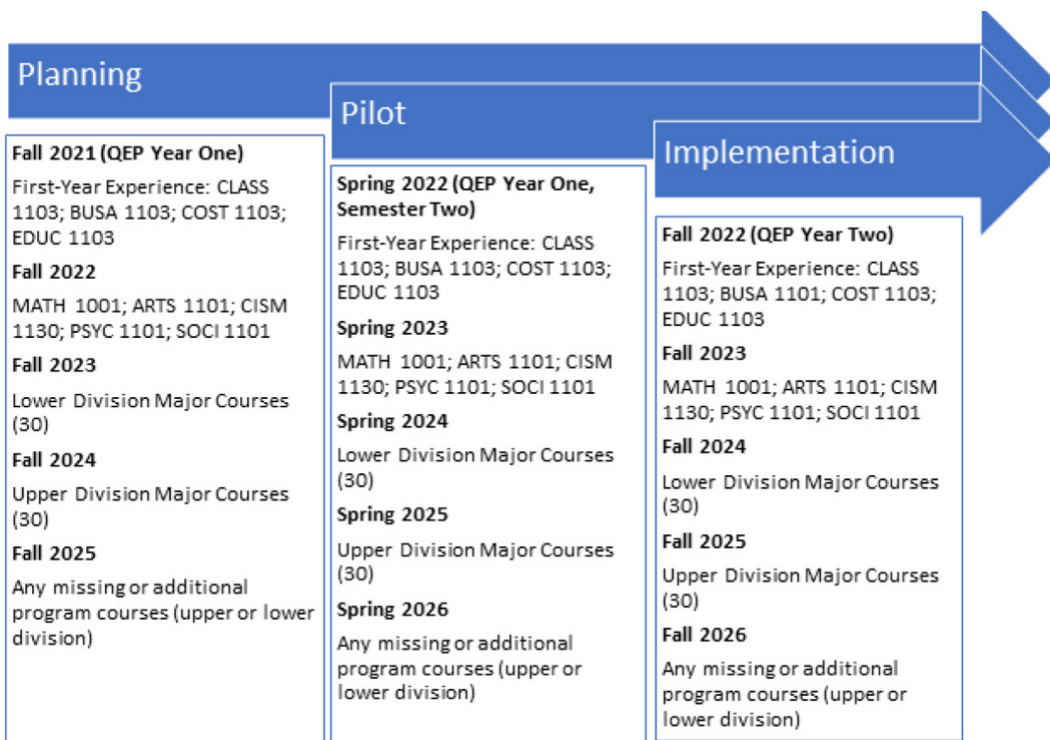 Planning
Fall 2021 (QEP Year One)
First-Year Experience: CLASS
1103; BUSA 1103; COST 1103;
EDUC 1103
Fall 2022
MATH 1001; ARTS 1101; CISM
1130; PSYC 1101; SOCI 1101
Fall 2023
Lower Division Major Courses
(30)
Fall 2024
Upper Division Major Courses
(30)
Fall 2025
Any missing or additional
program courses (upper or lower
division)
Pilot
Spring 2022 (QEP Year One,
Semester Two)
First-Year Experience: CLASS
1103; BUSA 1103; COST 1103;
EDUC 1103
Spring 2023
MATH 1001; ARTS 1101; CISM
1130; PSYC 1101; SOCI 1101
Spring 2024
Lower Division Major Courses
(30)
Spring 2025
Upper Division Major Courses
(30)
Spring 2026
Any missing or additional
program courses (upper or
lower division)
Implementation
Fall 2022 (QEP Year Two)
First-Year Experience: CLASS
1103; BUSA 1101; COST 1103;
EDUC 1103
Fall 2023
MATH 1001; ARTS 1101; CISM
1130; PSYC 1101; SOCI 1101
Fall 2024
Lower Division Major Courses
(30)
Fall 2025
Upper Division Major Courses
(30)
Fall 2026
Any missing or additional
program courses (upper or
lower division)